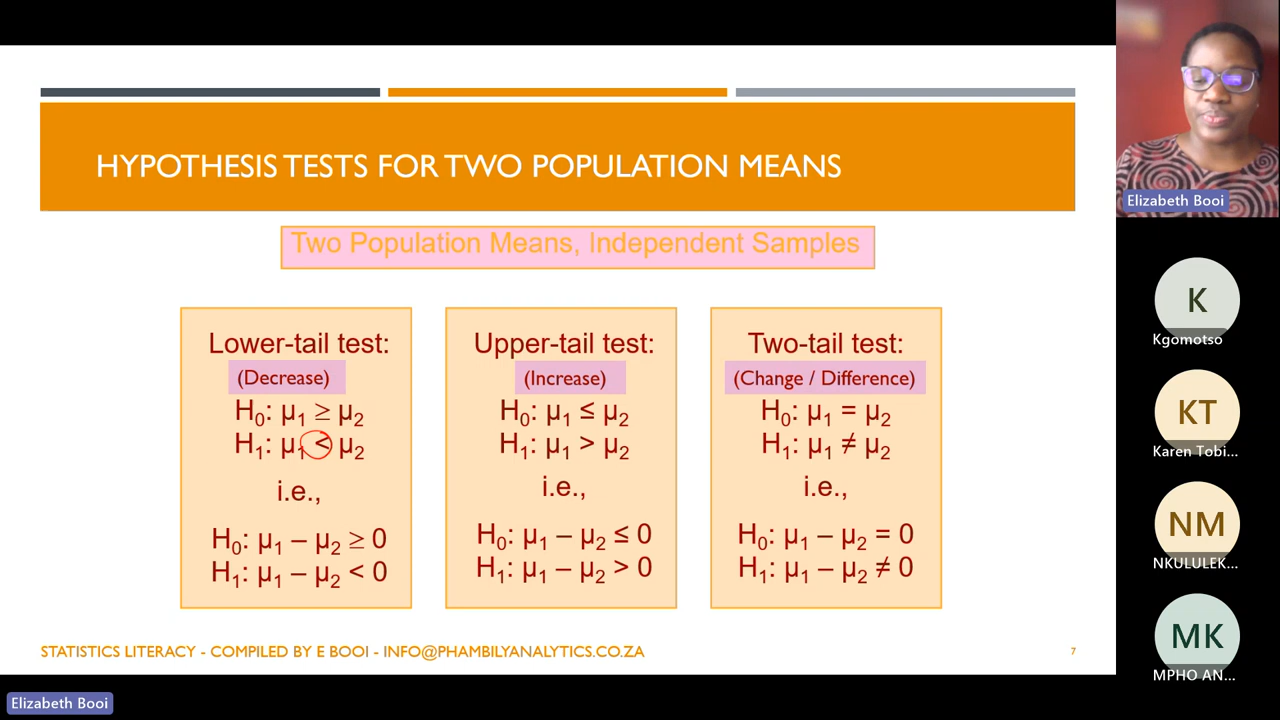 HYPOTHESIS TESTS FOR TWO POPULATION MEANS
Two Population Means, Independent Samples
Lower-tail test:
(Decrease)
H0: μ1 ≥ μ2
H1: μ1 < μ2
i.e.,
H0: μ1 – μ2 ≥ 0
H1: μ1 – μ2 < 0
Upper-tail test:
(Increase)
H0: μ1 ≤ μ2
H1: μ1 > μ2
i.e.,
H0: μ1 – μ2 ≤ 0
H1: μ1 – μ2 > 0
Two-tail test:
(Change / Difference)
H0: μ1 = μ2
H1: μ1 ≠ μ2
i.e.,
H0: μ1 – μ2 = 0
H1: μ1 – μ2 ≠ 0
STATISTICS LITERACY - COMPILED BY E BOOI - INFO@PHAMBILYANALYTICS.CO.ZA
7
Elizabeth Booi
Elizabeth Booi
K
Kgomotso
KT
Karen Tobi...
NM
NKULULEK...
MK
MPHO AN...